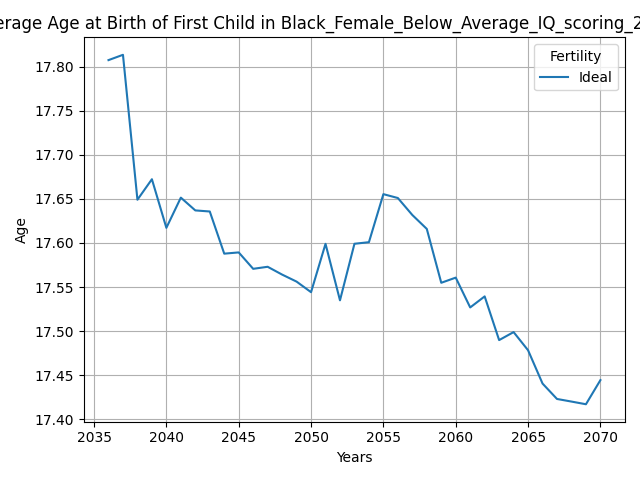 erage Age at Birth of First Child in Black_Female_Below_Average_IQ_scoring_2
Fertility
Ideal
17.80
17.75
17.70
17.65
17.60
17.55
17.50
17.45
17.40
Age
2035 2040 2045 2050 2055 2060 2065 2070
Years